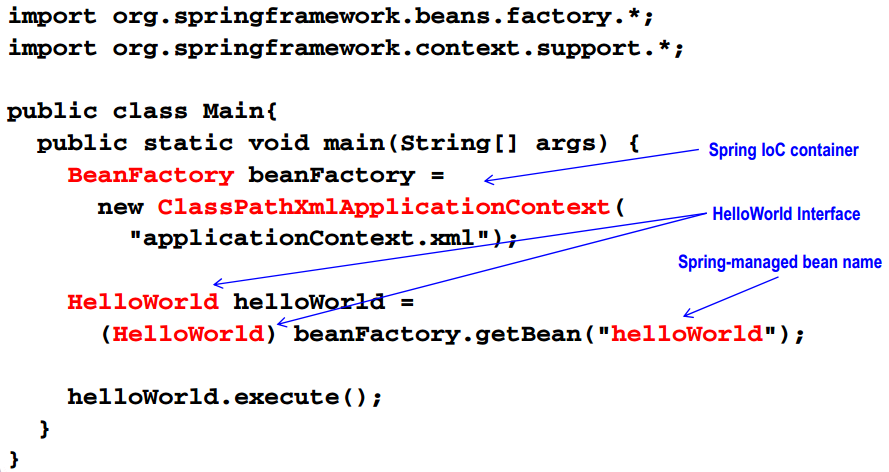 import org.springframework.beans.factory.*;
import org.springframework.context.support.*;
public class Main{
public static void main(String[] args) {
Spring IoC container
BeanFactory beanFactory =
new ClassPathXmlApplicationContext(
HelloWorld Interface
"applicationContext.xml");
Spring-managed bean name
HelloWorld helloWorld =
(HelloWorld) beanFactory.getBean("helloWorld");
helloWorld.execute();
}
}